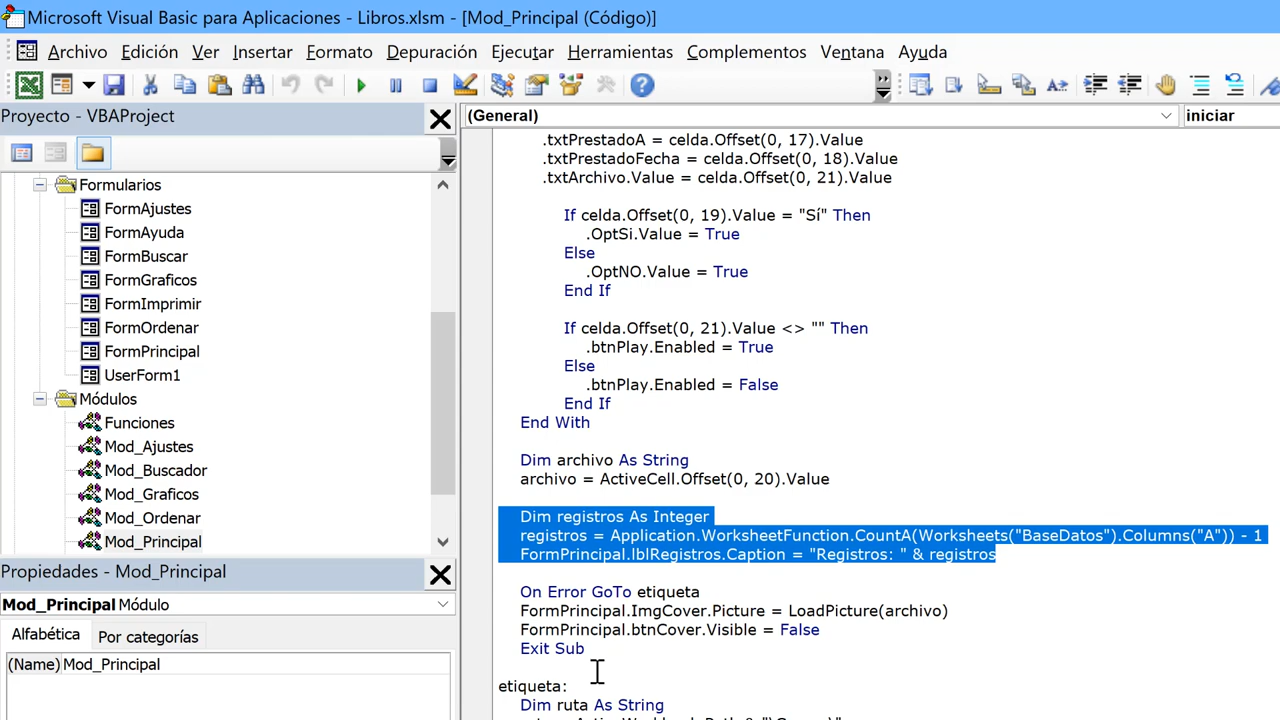 Microsoft Visual Basic para Aplicaciones - Libros.xlsm - [Mod_Principal (Código)]
Archivo Edición Ver Insertar Formato Depuración Ejecutar Herramientas Complementos Ventana Ayuda
Proyecto - VBAProject
Formularios
FormAjustes
FormAyuda
FormBuscar
FormGraficos
FormImprimir
FormOrdenar
FormPrincipal
UserForm1
Módulos
Funciones
Mod_Ajustes
Mod_Buscador
Mod_Graficos
Mod_Ordenar
Mod_Principal
Propiedades - Mod_Principal
Mod_Principal Módulo
Alfabética Por categorías
(Name) Mod_Principal
(General) iniciar
.txtPrestadoA = celda.Offset(0, 17).Value
.txtPrestadoFecha = celda.Offset(0, 18).Value
.txtArchivo.Value = celda.Offset(0, 21).Value
If celda.Offset(0, 19).Value = "Sí" Then
.OptSi.Value = True
Else
.OptNO.Value = True
End If
If celda.Offset(0, 21).Value <> "" Then
.btnPlay.Enabled = True
Else
.btnPlay.Enabled = False
End If
End With
Dim archivo As String
archivo = ActiveCell.Offset(0, 20).Value
Dim registros As Integer
registros = Application.WorksheetFunction.CountA(Worksheets("BaseDatos").Columns("A")) - 1
FormPrincipal.lblRegistros.Caption = "Registros: " & registros
On Error GoTo etiqueta
FormPrincipal.ImgCover.Picture = LoadPicture(archivo)
FormPrincipal.btnCover.Visible = False
Exit Sub
etiqueta:
Dim ruta As String